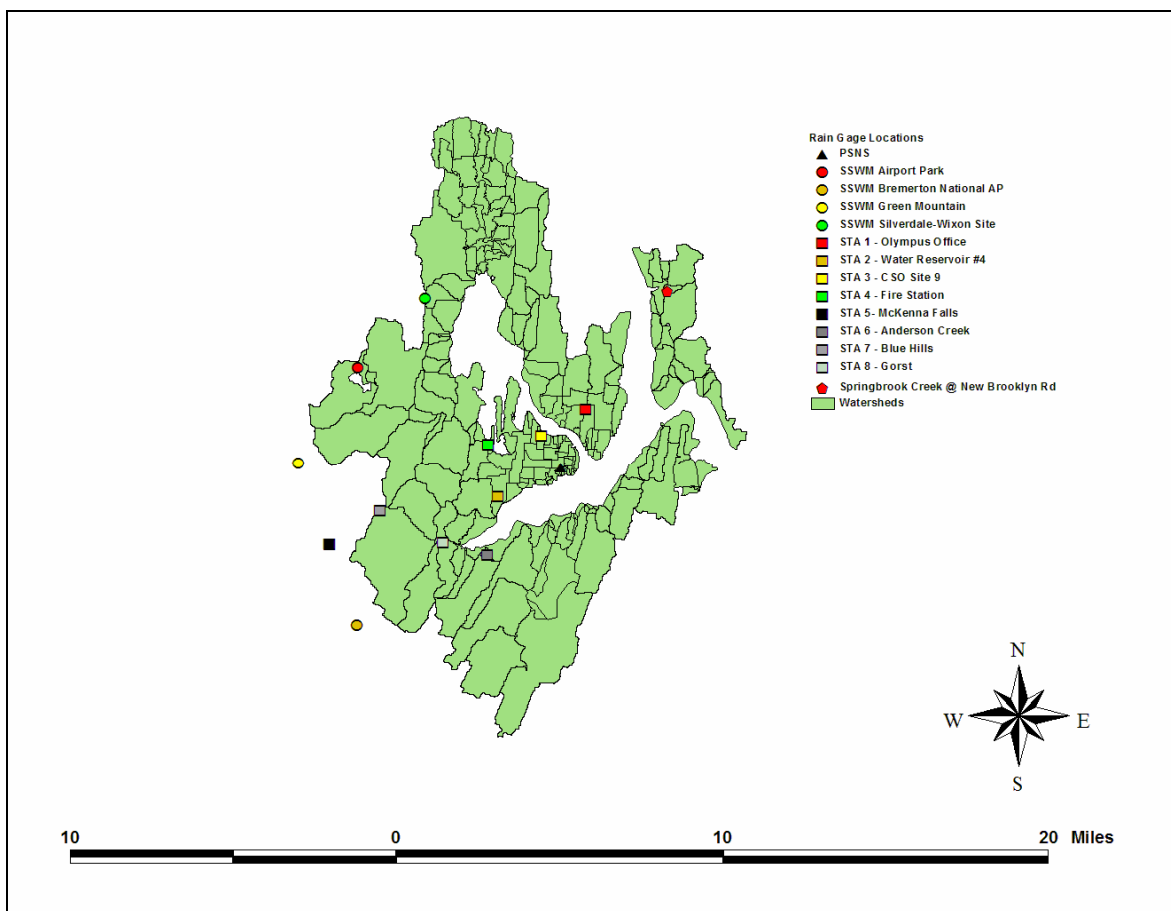 Rain Gage Locations
PSNS
SSWM Airport Park
SSWM Bremerton National AP
SSWM Green Mountain
SSWM Silverdale-Wixon Site
STA 1 - Olympus Office
STA 2 - Water Reservoir #4
STA 3 - CSO Site 9
STA 4 - Fire Station
STA 5- McKenna Falls
STA 6 - Anderson Creek
STA 7 - Blue Hills
STA 8 - Gorst
Springbrook Creek @ New Brooklyn Rd
Watersheds
N
W E
S
10 0 10 20 Miles